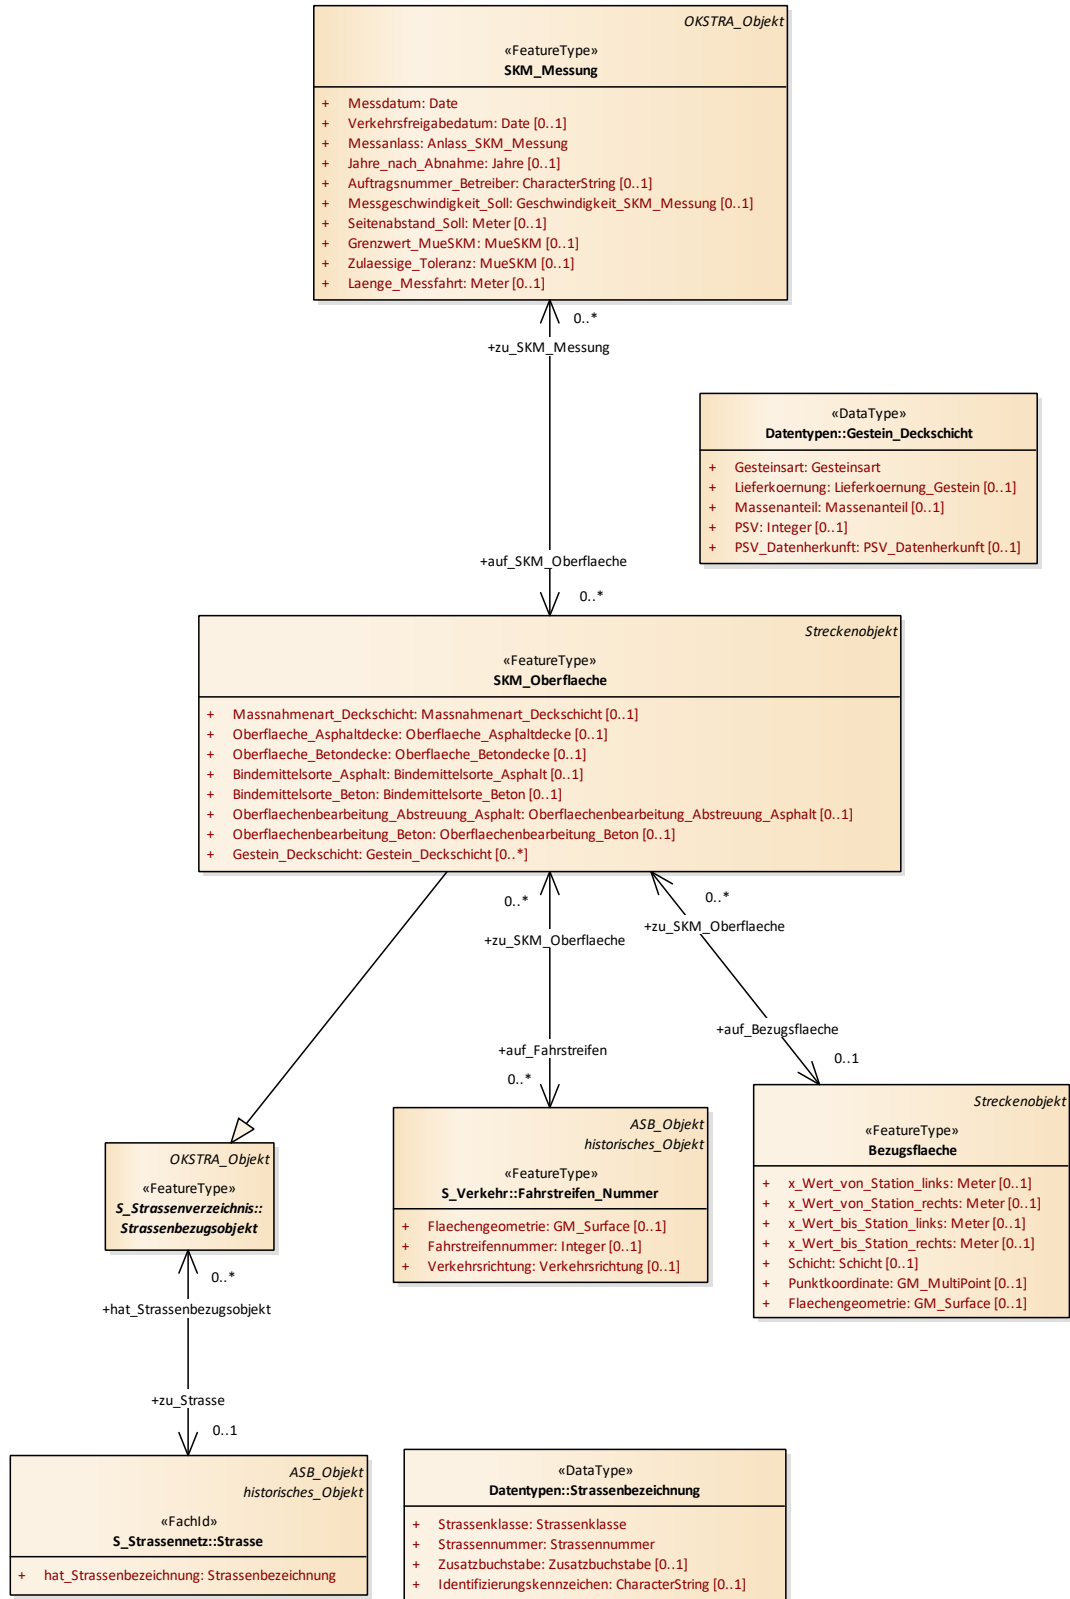 OKSTRA_Objekt
«FeatureType»
SKM_Messung
+ Messdatum: Date
+ Verkehrsfreigabedatum: Date [0..1]
+ Messanlass: Anlass_SKM_Messung
+ Jahre_nach_Abnahme: Jahre [0..1]
+ Auftragsnummer_Betreiber: CharacterString [0..1]
+ Messgeschwindigkeit_Soll: Geschwindigkeit_SKM_Messung [0..1]
+ Seitenabstand_Soll: Meter [0..1]
+ Grenzwert_MueSKM: MueSKM [0..1]
+ Zulaessige_Toleranz: MueSKM [0..1]
+ Laenge_Messfahrt: Meter [0..1]
0..*
+zu_SKM_Messung
«DataType»
Datentypen::Gestein_Deckschicht
+ Gesteinsart: Gesteinsart
+ Lieferkoernung: Lieferkoernung_Gestein [0..1]
+ Massenanteil: Massenanteil [0..1]
+ PSV: Integer [0..1]
+ PSV_Datenherkunft: PSV_Datenherkunft [0..1]
+auf_SKM_Oberflaeche
0..*
Streckenobjekt
«FeatureType»
SKM_Oberflaeche
+ Massnahmenart_Deckschicht: Massnahmenart_Deckschicht [0..1]
+ Oberflaeche_Asphaltdecke: Oberflaeche_Asphaltdecke [0..1]
+ Oberflaeche_Betondecke: Oberflaeche_Betondecke [0..1]
+ Bindemittelsorte_Asphalt: Bindemittelsorte_Asphalt [0..1]
+ Bindemittelsorte_Beton: Bindemittelsorte_Beton [0..1]
+ Oberflaechenbearbeitung_Abstreuung_Asphalt: Oberflaechenbearbeitung_Abstreuung_Asphalt [0..1]
+ Oberflaechenbearbeitung_Beton: Oberflaechenbearbeitung_Beton [0..1]
+ Gestein_Deckschicht: Gestein_Deckschicht [0..*]
0..*
+zu_SKM_Oberflaeche
0..*
+zu_SKM_Oberflaeche
+auf_Fahrstreifen
0..*
+auf_Bezugsflaeche
0..1
OKSTRA_Objekt
«FeatureType»
S_Strassenverzeichnis::
Strassenbezugsobjekt
ASB_Objekt
historisches_Objekt
«FeatureType»
S_Verkehr::Fahrstreifen_Nummer
+ Flaechengeometrie: GM_Surface [0..1]
+ Fahrstreifennummer: Integer [0..1]
+ Verkehrsrichtung: Verkehrsrichtung [0..1]
Streckenobjekt
«FeatureType»
Bezugsflaeche
+ x_Wert_von_Station_links: Meter [0..1]
+ x_Wert_von_Station_rechts: Meter [0..1]
+ x_Wert_bis_Station_links: Meter [0..1]
+ x_Wert_bis_Station_rechts: Meter [0..1]
+ Schicht: Schicht [0..1]
+ Punktkoordinate: GM_MultiPoint [0..1]
+ Flaechengeometrie: GM_Surface [0..1]
0..*
+hat_Strassenbezugsobjekt
+zu_Strasse
0..1
ASB_Objekt
historisches_Objekt
«FachId»
S_Strassennetz::Strasse
+ hat_Strassenbezeichnung: Strassenbezeichnung
«DataType»
Datentypen::Strassenbezeichnung
+ Strassenklasse: Strassenklasse
+ Strassennummer: Strassennummer
+ Zusatzbuchstabe: Zusatzbuchstabe [0..1]
+ Identifizierungskennzeichen: CharacterString [0..1]